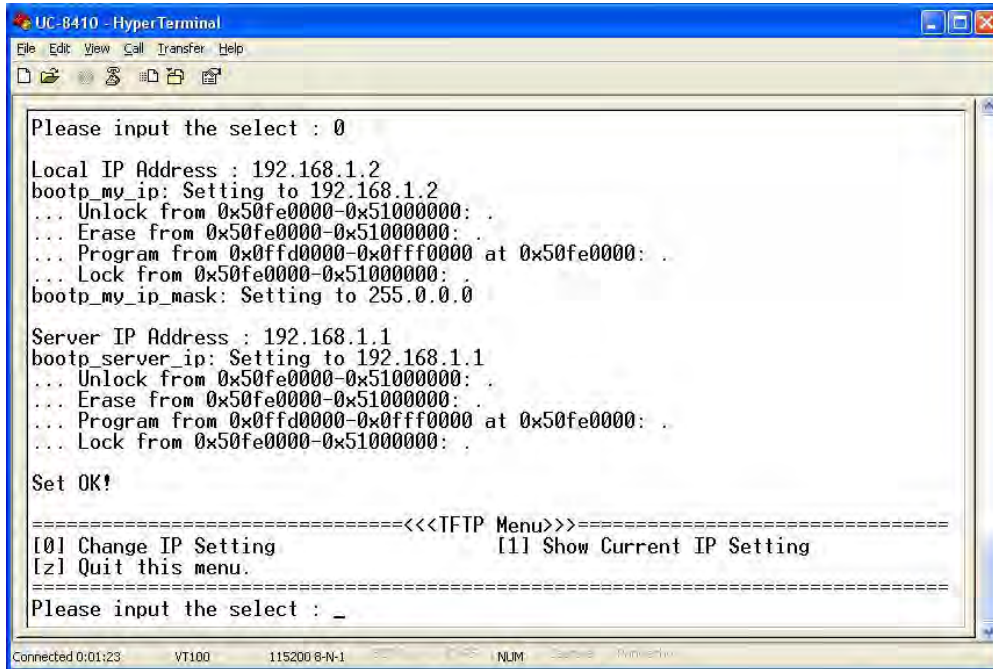 UC-8410 - HyperTerminal
File Edit View Call Transfer Help
Please input the select : 0
Local IP Address : 192.168.1.2
bootp_my_ip: Setting to 192.168.1.2
... Unlock from 0x50fe0000-0x51000000: .
... Erase from 0x50fe0000-0x51000000: .
... Program from 0x0ffd0000-0x0fff0000 at 0x50fe0000: .
... Lock from 0x50fe0000-0x51000000: .
bootp_my_ip_mask: Setting to 255.0.0.0
Server IP Address : 192.168.1.1
bootp_server_ip: Setting to 192.168.1.1
... Unlock from 0x50fe0000-0x51000000: .
... Erase from 0x50fe0000-0x51000000: .
... Program from 0x0ffd0000-0x0fff0000 at 0x50fe0000: .
... Lock from 0x50fe0000-0x51000000: .
Set OK!
================================<<<TFTP Menu>>>================================
[0] Change IP Setting [1] Show Current IP Setting
[z] Quit this menu.
===============================================================================
Please input the select : _
Connected 0:01:23 VT100 115200 8-N-1 NUM